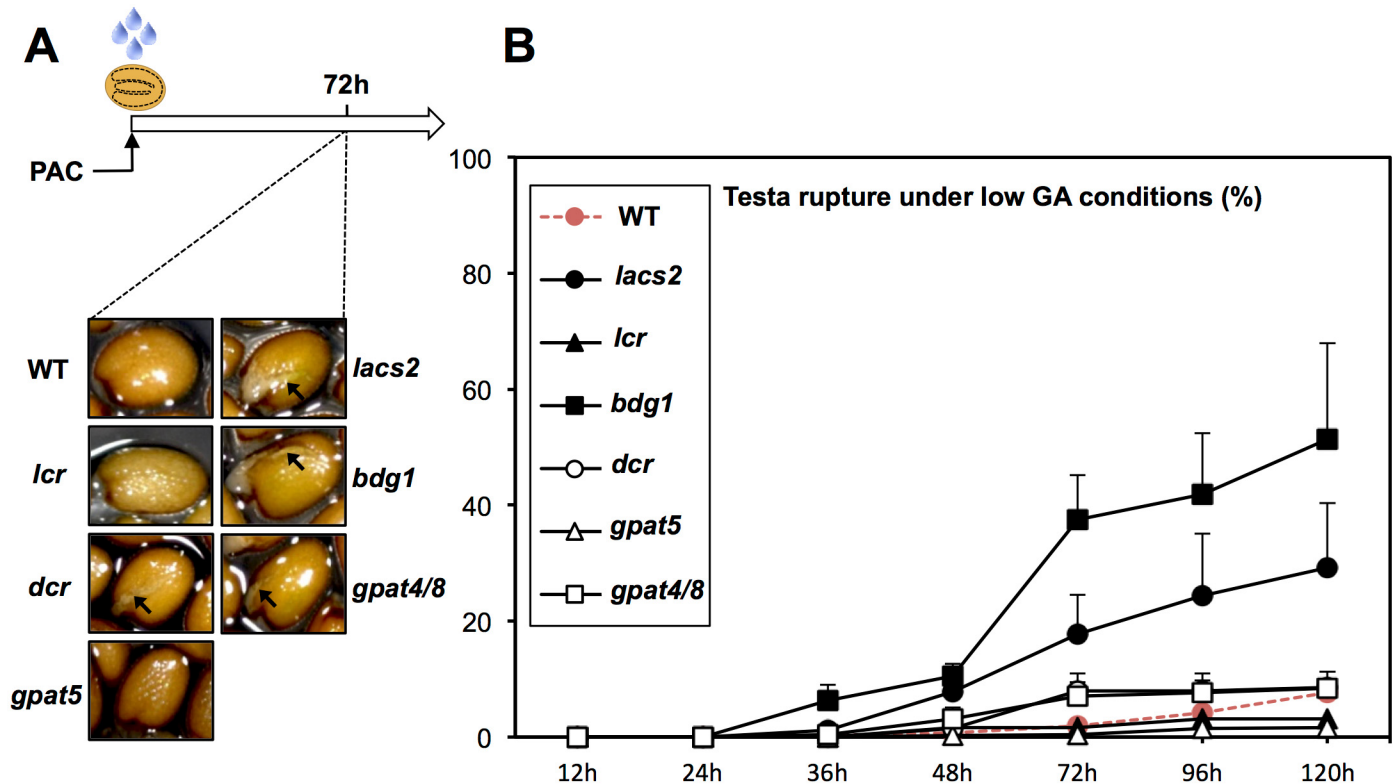 A
72h
PAC
WT
lacs2
lcr
bdg1
dcr
gpat4/8
gpat5
B
Testa rupture under low GA conditions (%)
WT
lacs2
lcr
bdg1
dcr
gpat5
gpat4/8
100
80
60
40
20
0
12h 24h 36h 48h 72h 96h 120h